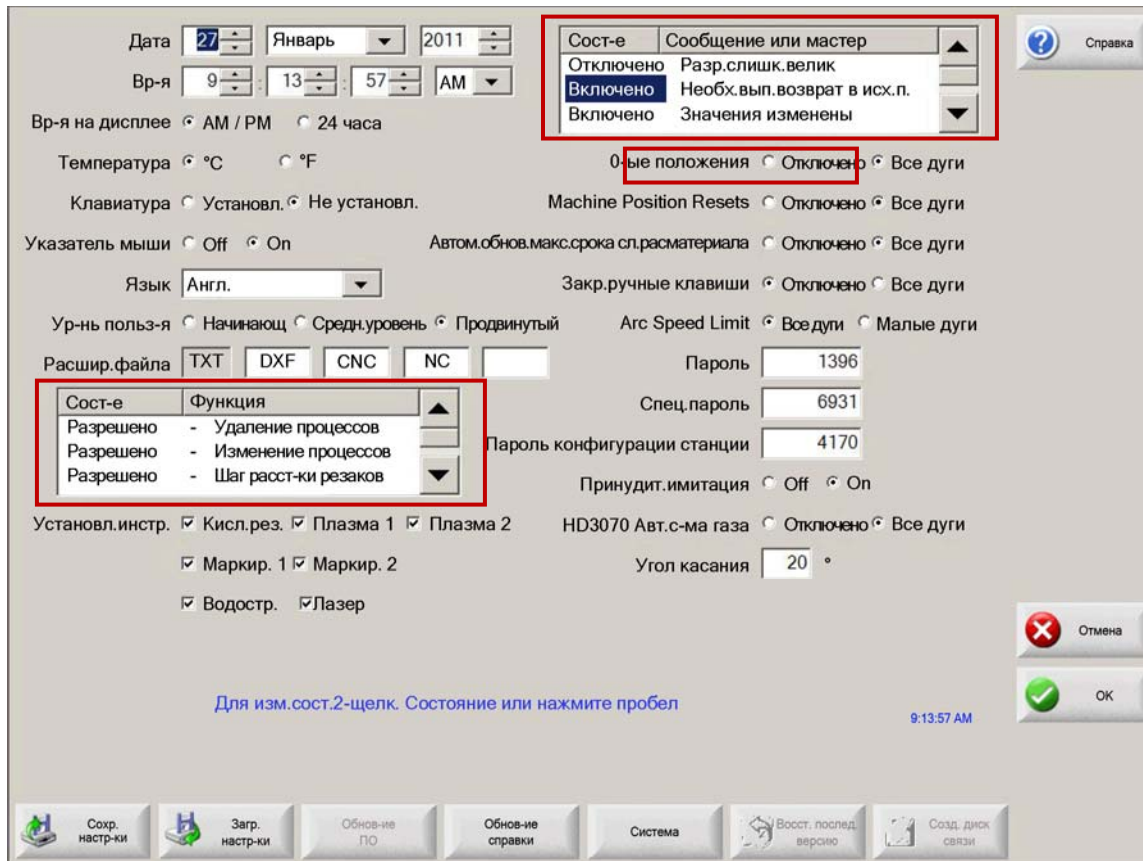 Дата 27 Январь 2011
Вр-я 9 : 13 : 57 AM
Вр-я на дисплее AM / PM 24 часа
Температура °C °F
Клавиатура Установл. Не установл.
Указатель мыши Off On
Язык Англ.
Ур-нь польз-я Начинающ Средн.уровень Продвинутый
Расшир.файла TXT DXF CNC NC
Сост-е Функция
Разрешено - Удаление процессов
Разрешено - Изменение процессов
Разрешено - Шаг расст-ки резаков
Установл.инстр. Кисл.рез. Плазма 1 Плазма 2
Маркир. 1 Маркир. 2
Водостр. Лазер
Сост-е Сообщение или мастер
Отключено Разр.слишк.велик
Включено Необх.вып.возврат в исх.п.
Включено Значения изменены
0-ые положения Отключено Все дуги
Machine Position Resets Отключено Все дуги
Автом.обнов.макс.срока сл.расматериала Отключено Все дуги
Закр.ручные клавиши Отключено Все дуги
Arc Speed Limit Все дуги Малые дуги
Пароль 1396
Спец.пароль 6931
Пароль конфигурации станции 4170
Принудит.имитация Off On
HD3070 Авт.с-ма газа Отключено Все дуги
Угол касания 20 °
Справка
Отмена
OK
Для изм.сост.2-щелк. Состояние или нажмите пробел
9:13:57 AM
Сохр.
настр-ки
Загр.
настр-ки
Обнов-ие
ПО
Обнов-ие
справки
Система
Восст. послед.
версию
Созд. диск
связи